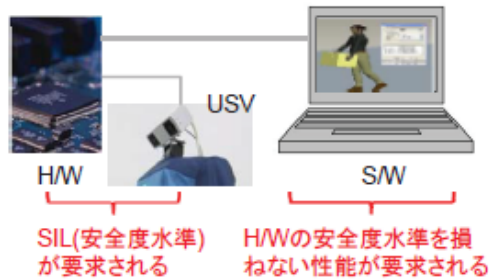 USV
H/W
S/W
SIL(安全度水準)
が要求される
H/Wの安全度水準を損
ねない性能が要求される